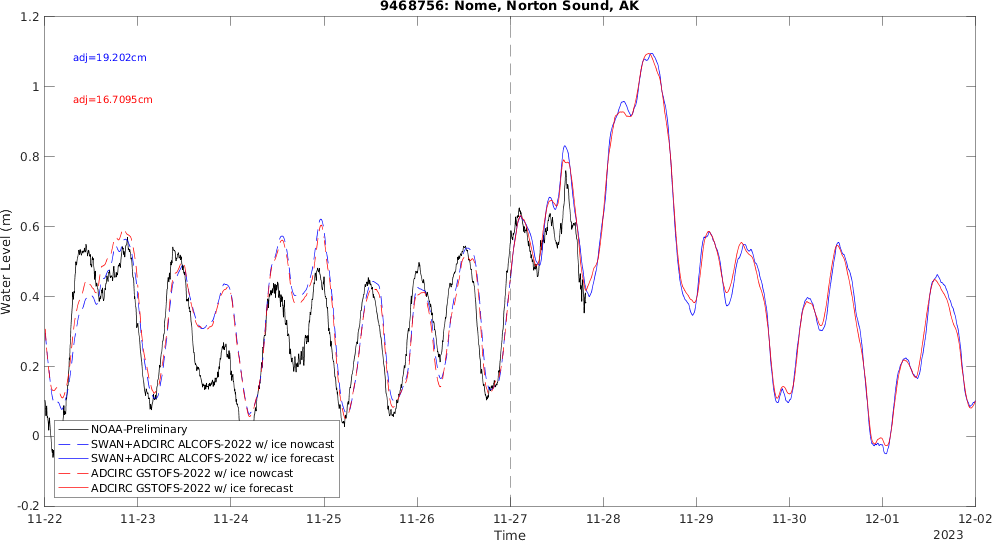 9468756: Nome, Norton Sound, AK
adj=19.202cm
adj=16.7095cm
Water Level (m)
1.2
1
0.8
0.6
0.4
0.2
0
-0.2
NOAA-Preliminary
SWAN+ADCIRC ALCOFS-2022 w/ ice nowcast
SWAN+ADCIRC ALCOFS-2022 w/ ice forecast
ADCIRC GSTOFS-2022 w/ ice nowcast
ADCIRC GSTOFS-2022 w/ ice forecast
11-22 11-23 11-24 11-25 11-26 11-27 11-28 11-29 11-30 12-01 12-02
Time
2023